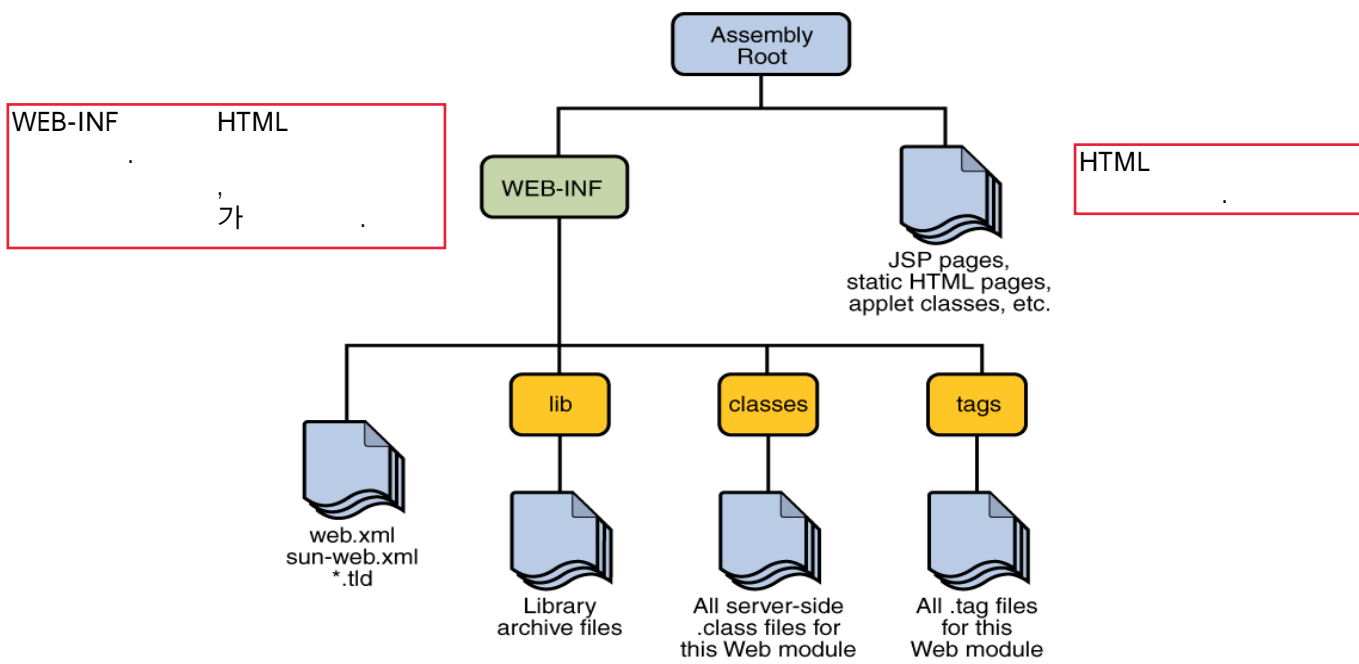 Assembly
Root
WEB-INF HTML
.
,
가 .
WEB-INF
HTML
.
JSP pages,
static HTML pages,
applet classes, etc.
lib
classes
tags
web.xml
sun-web.xml
*.tld
Library
archive files
All server-side
.class files for
this Web module
All .tag files
for this
Web module